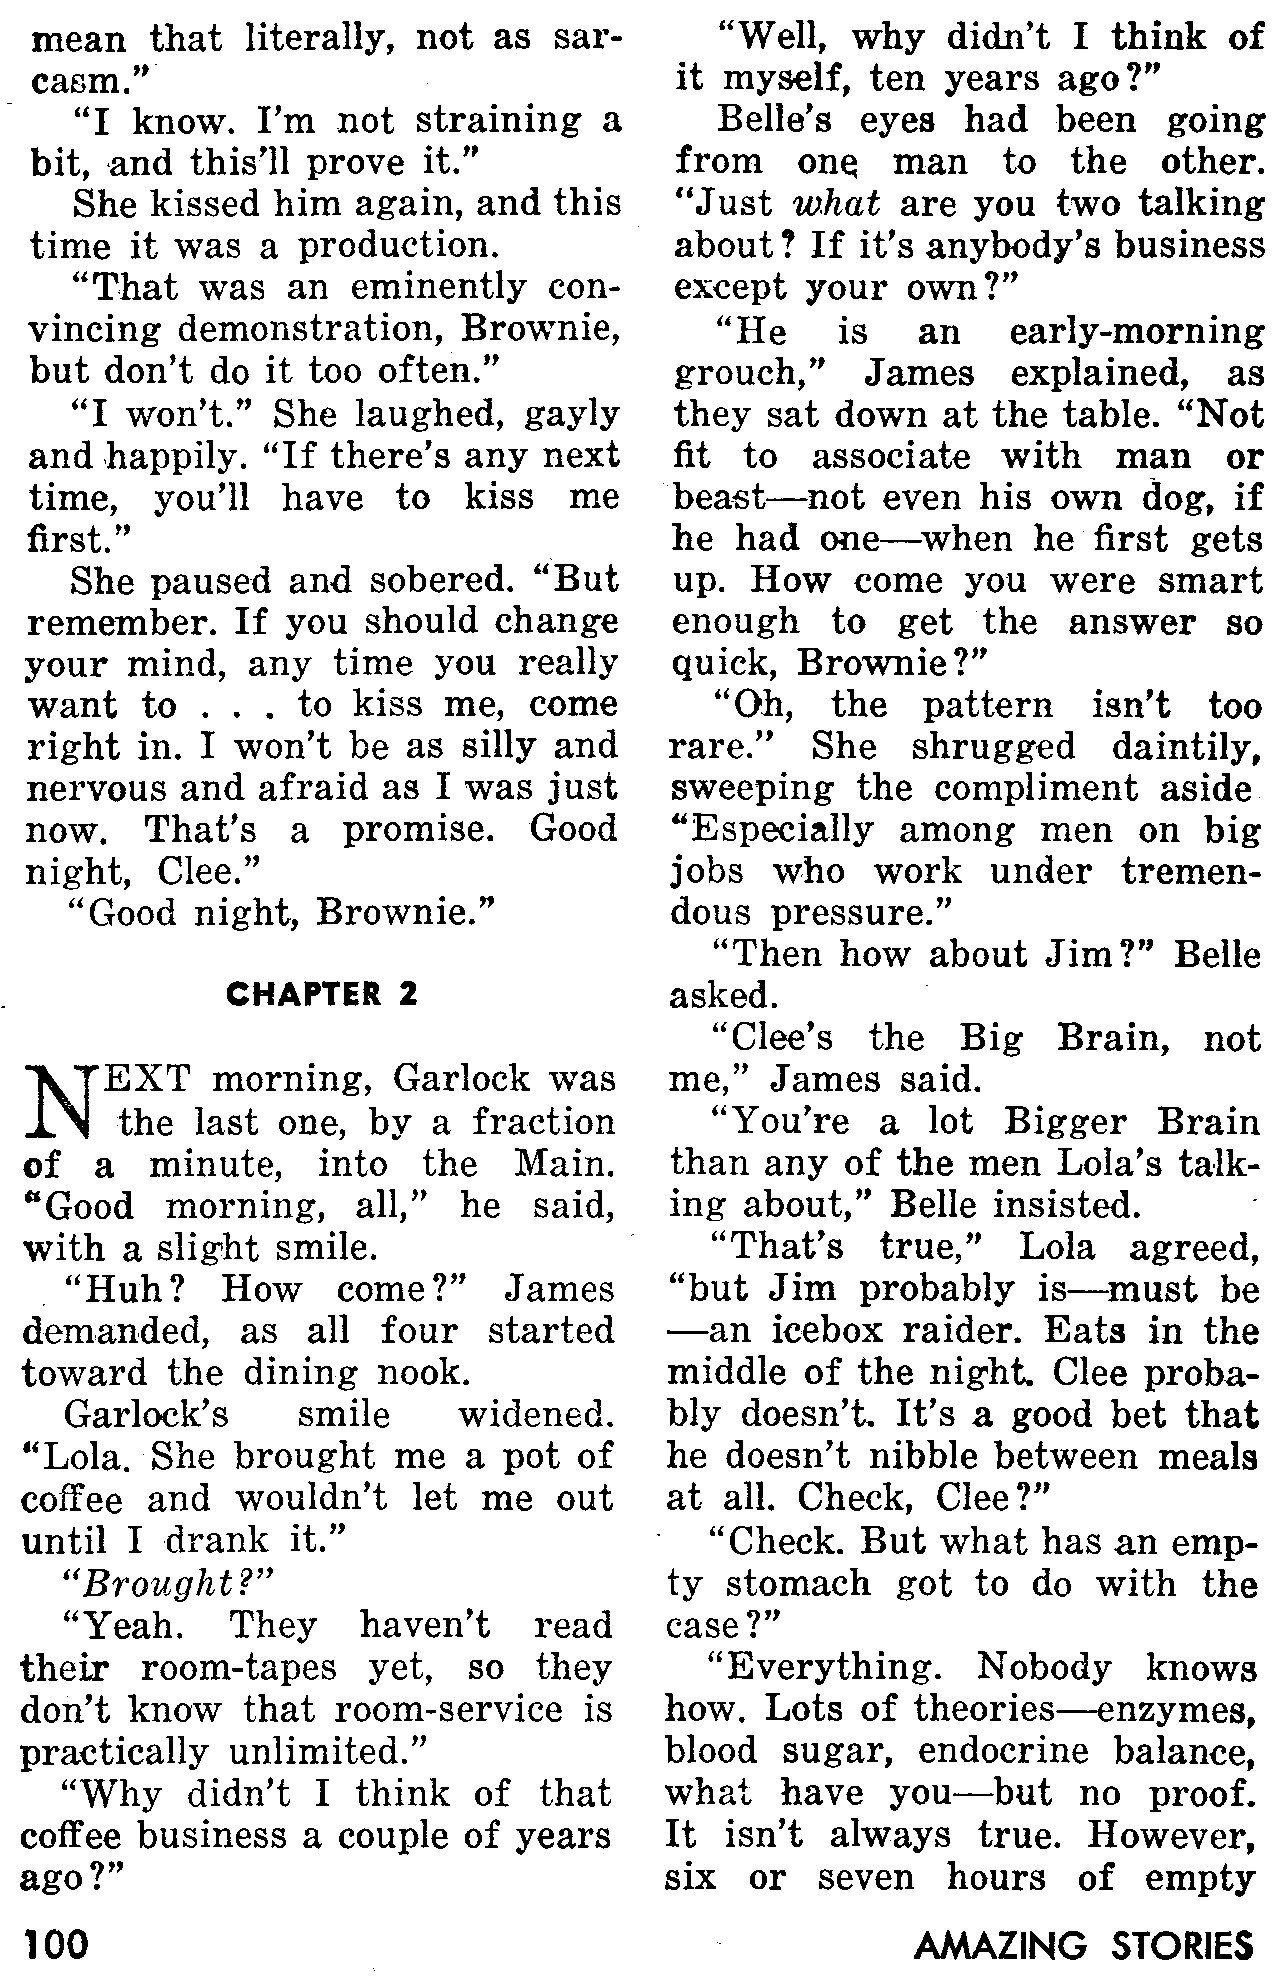 mean that literally, not as sar-
casm."
"I know. I'm not straining a
bit, and this'll prove it."
She kissed him again, and this
time it was a production.
"That was an eminently con-
vincing demonstration, Brownie,
but don't do it too often."
"I won't." She laughed, gayly
and happily. "If there's any next
time, you'll have to kiss me
first."
She paused and sobered. "But
remember. If you should change
your mind, any time you really
want to . . . to kiss me, come
right in. I won't be as silly and
nervous and afraid as I was just
now. That's a promise. Good
night, Clee."
"Good night, Brownie."
CHAPTER 2
NEXT morning, Garlock was
the last one, by a fraction
of a minute, into the Main.
"Good morning, all," he said,
with a slight smile.
"Huh? How come?" James
demanded, as all four started
toward the dining nook.
Garlock's smile widened.
"Lola. She brought me a pot of
coffee and wouldn't let me out
until I drank it."
"Brought?"
"Yeah. They haven't read
their room-tapes yet, so they
don't know that room-service is
practically unlimited."
"Why didn't I think of that
coffee business a couple of years
ago?"
"Well, why didn't I think of
it myself, ten years ago?"
Belle's eyes had been going
from one man to the other.
"Just what are you two talking
about? If it's anybody's business
except your own?"
"He is an early-morning
grouch," James explained, as
they sat down at the table. "Not
fit to associate with man or
beast—not even his own dog, if
he had one—when he first gets
up. How come you were smart
enough to get the answer so
quick, Brownie?"
"Oh, the pattern isn't too
rare." She shrugged daintily,
sweeping the compliment aside
"Especially among men on big
jobs who work under tremen-
dous pressure."
"Then how about Jim?" Belle
asked.
"Clee's the Big Brain, not
me," James said.
"You're a lot Bigger Brain
than any of the men Lola's talk-
ing about," Belle insisted.
"That's true," Lola agreed,
"but Jim probably is—must be
—an icebox raider. Eats in the
middle of the night. Clee proba-
bly doesn't. It's a good bet that
he doesn't nibble between meals
at all. Check, Clee?"
"Check. But what has an emp-
ty stomach got to do with the
case?"
"Everything. Nobody knows
how. Lots of theories—enzymes,
blood sugar, endocrine balance,
what have you—but no proof.
It isn't always true. However,
six or seven hours of empty
100
AMAZING STORIES